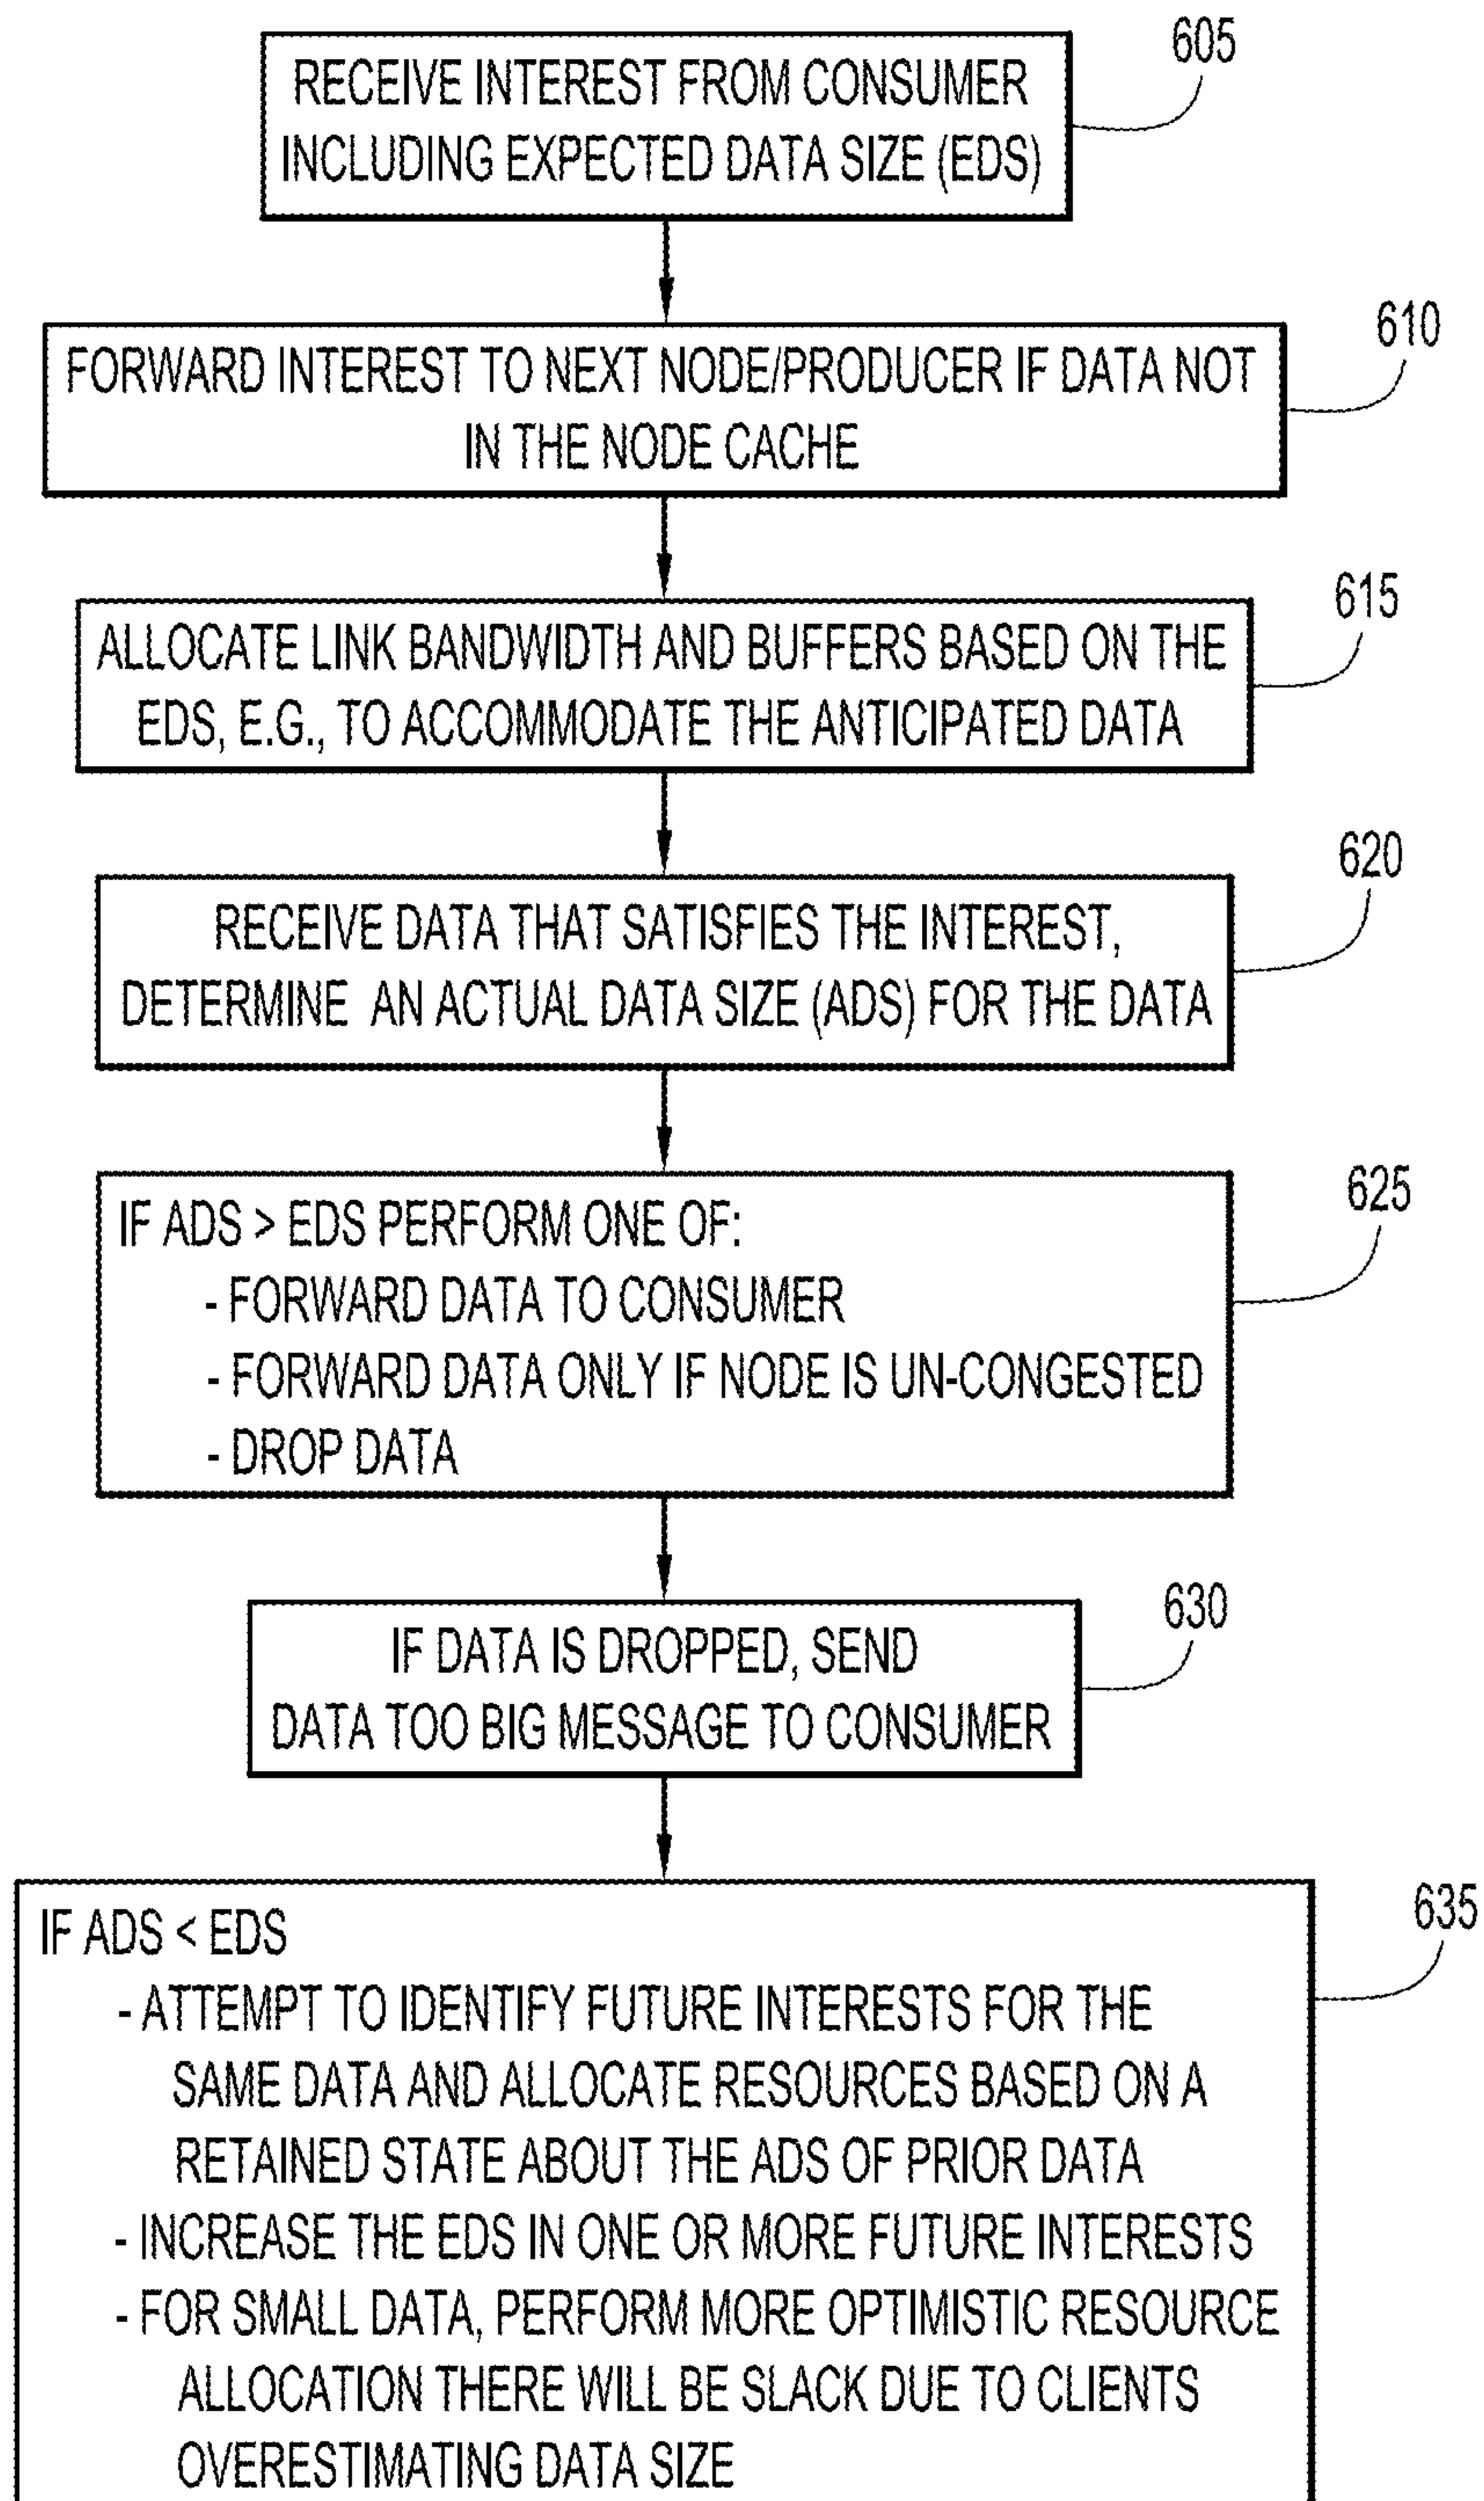 605
RECEIVE INTEREST FROM CONSUMER
INCLUDING EXPECTED DATA SIZE (EDS)
610
FORWARD INTEREST TO NEXT NODE/PRODUCER IF DATA NOT
IN THE NODE CACHE
615
ALLOCATE LINK BANDWIDTH AND BUFFERS BASED ON THE
EDS, E.G., TO ACCOMMODATE THE ANTICIPATED DATA
620
RECEIVE DATA THAT SATISFIES THE INTEREST,
DETERMINE AN ACTUAL DATA SIZE (ADS) FOR THE DATA
625
IF ADS > EDS PERFORM ONE OF:
- FORWARD DATA TO CONSUMER
- FORWARD DATA ONLY IF NODE IS UN-CONGESTED
- DROP DATA
630
IF DATA IS DROPPED, SEND
DATA TOO BIG MESSAGE TO CONSUMER
635
IF ADS < EDS
- ATTEMPT TO IDENTIFY FUTURE INTERESTS FOR THE
SAME DATA AND ALLOCATE RESOURCES BASED ON A
RETAINED STATE ABOUT THE ADS OF PRIOR DATA
- INCREASE THE EDS IN ONE OR MORE FUTURE INTERESTS
- FOR SMALL DATA, PERFORM MORE OPTIMISTIC RESOURCE
ALLOCATION THERE WILL BE SLACK DUE TO CLIENTS
OVERESTIMATING DATA SIZE